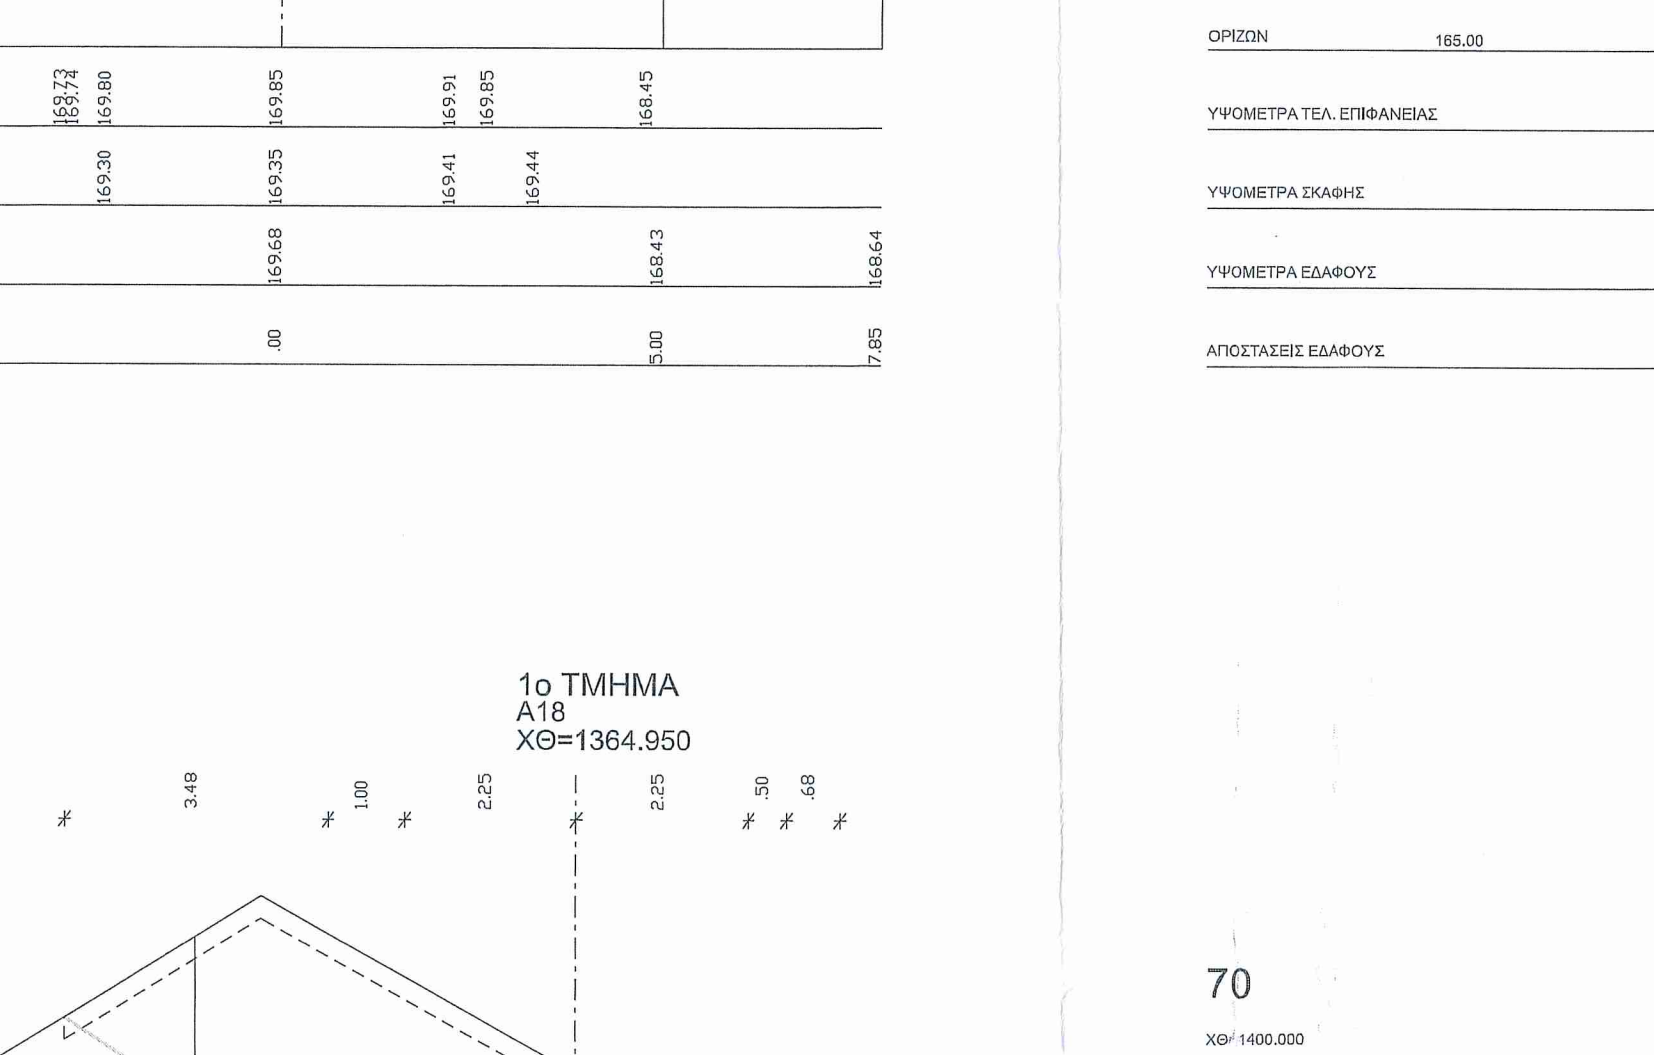 169.73 169.74 169.80 169.85 169.91 169.85 168.45
169.30 169.35 169.41 169.44
169.68 168.43 168.64
.00 5.00 7.85
ΟΡΙΖΩΝ 165.00
ΥΨΟΜΕΤΡΑ ΤΕΛ. ΕΠΙΦΑΝΕΙΑΣ
ΥΨΟΜΕΤΡΑ ΣΚΑΦΗΣ
ΥΨΟΜΕΤΡΑ ΕΔΑΦΟΥΣ
ΑΠΟΣΤΑΣΕΙΣ ΕΔΑΦΟΥΣ
1ο ΤΜΗΜΑ
Α18
ΧΘ=1364.950
3.48 1.00 2.25 2.25 .50 .68
70
ΧΘ= 1400.000